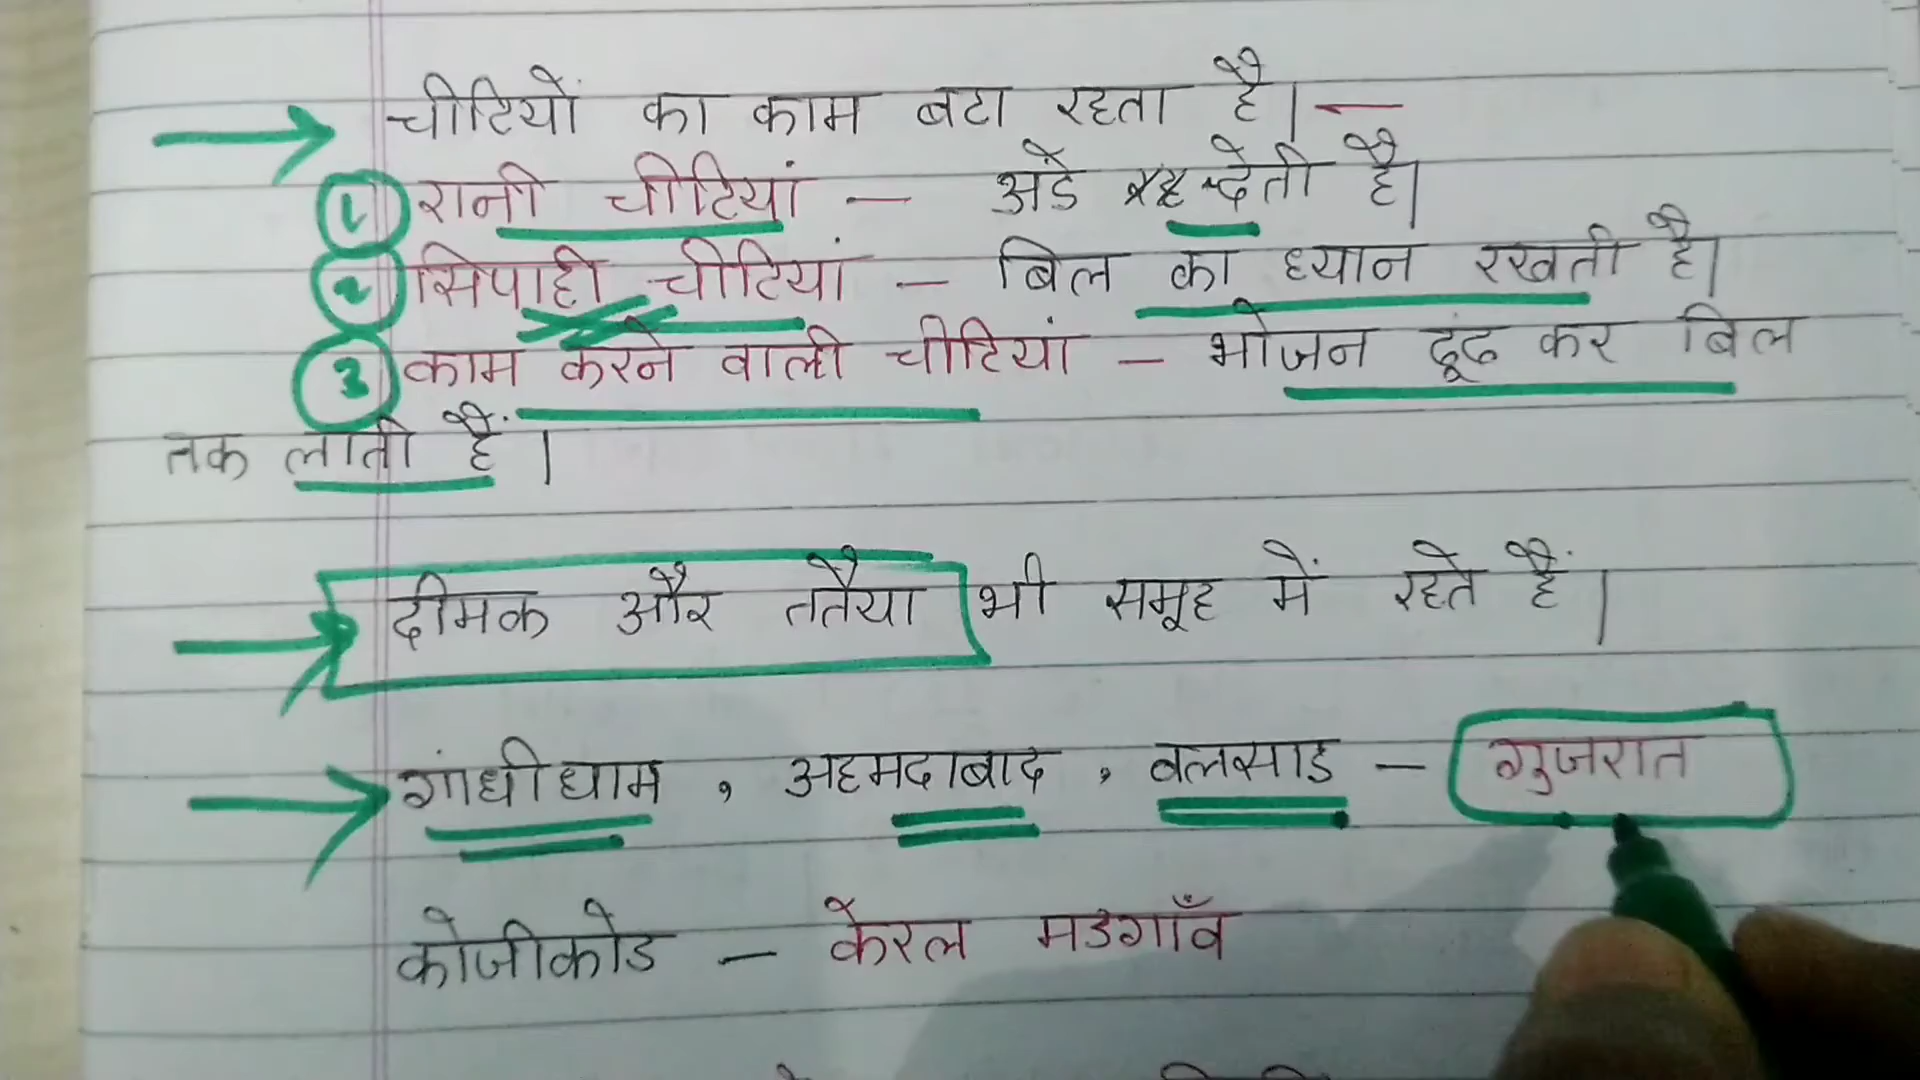 चीटियों का काम बटा रहता है। —
1 रानी चीटियां — अंडे देती है।
2 सिपाही चीटियां — बिल का ध्यान रखती है।
3 काम करने वाली चीटियां — भोजन ढूंढ कर बिल
तक लाती हैं।
दीमक और ततैया भी समूह में रहते हैं।
गांधीधाम, अहमदाबाद, वलसाड — गुजरात
कोजीकोड — केरल मडगाँव